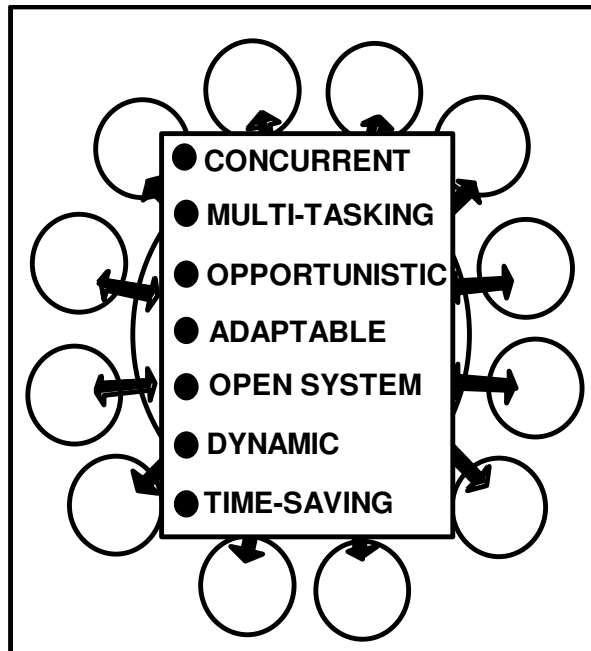 CONCURRENT
MULTI-TASKING
OPPORTUNISTIC
ADAPTABLE
OPEN SYSTEM
DYNAMIC
TIME-SAVING